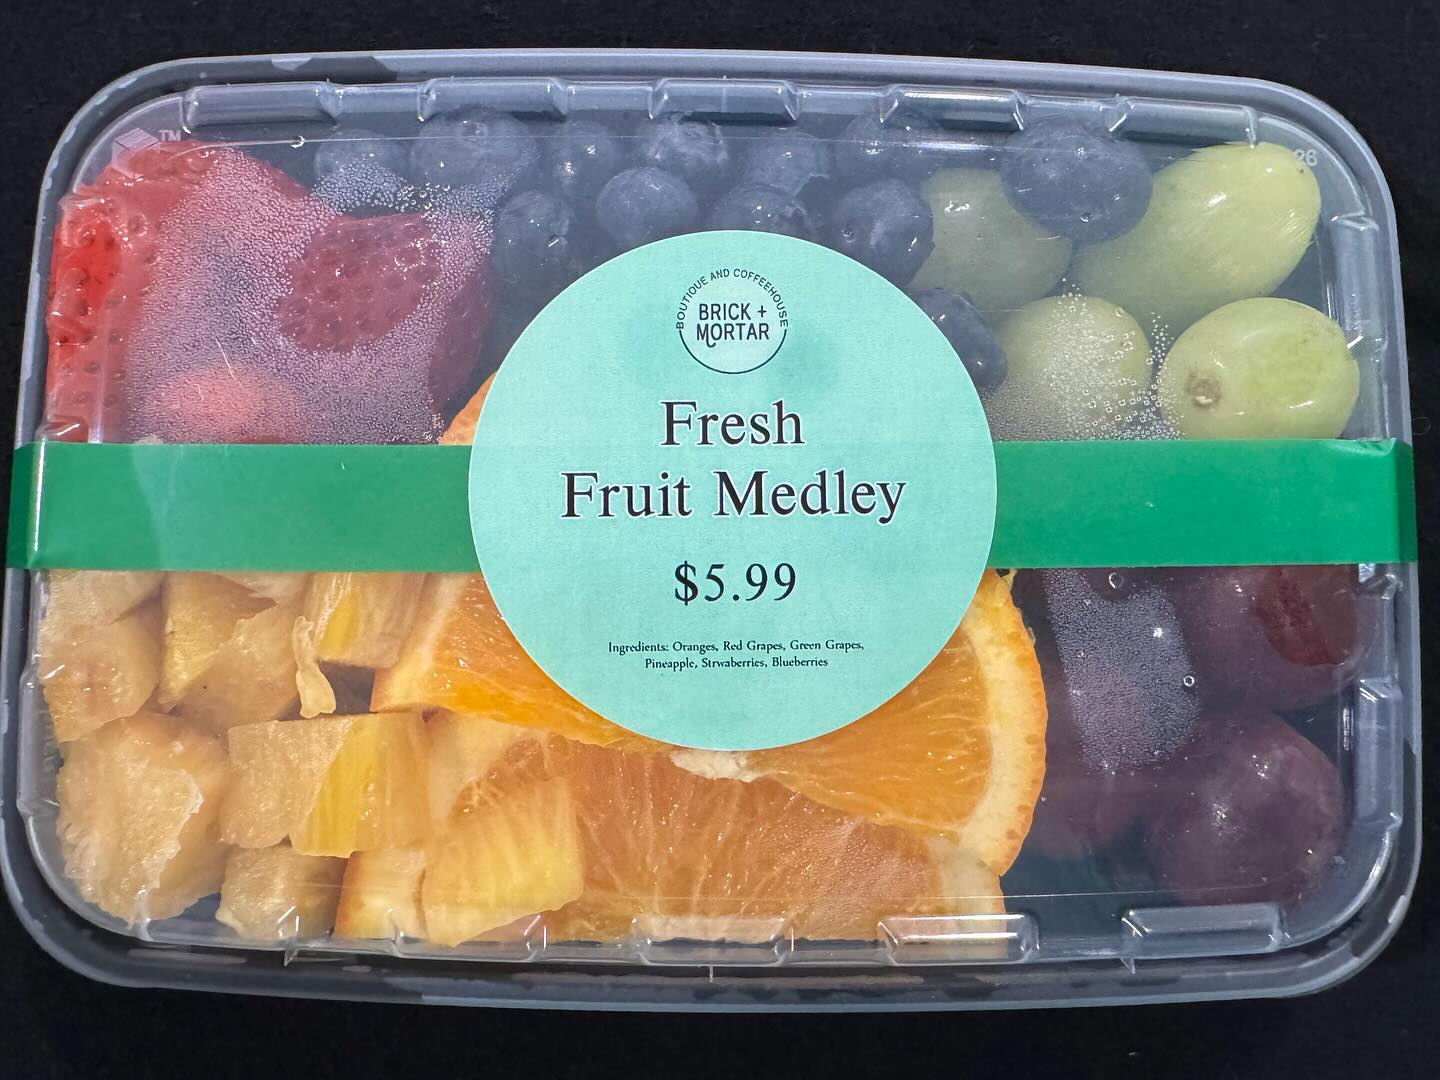 BOUTIQUE AND COFFEEHOUSE
BRICK +
MORTAR
Fresh
Fruit Medley
$5.99
Ingredients: Oranges, Red Grapes, Green Grapes,
Pineapple, Strwaberries, Blueberries
TM